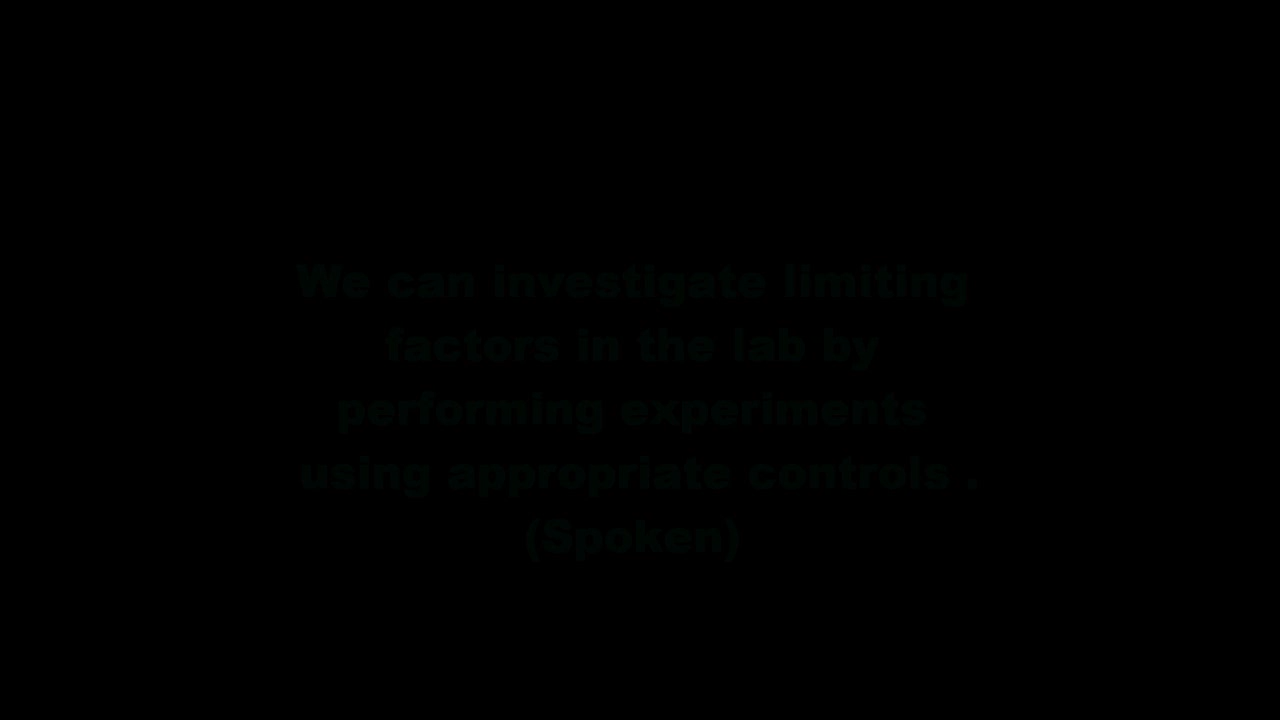 We can investigate limiting
factors in the lab by
performing experiments
using appropriate controls .
(Spoken)